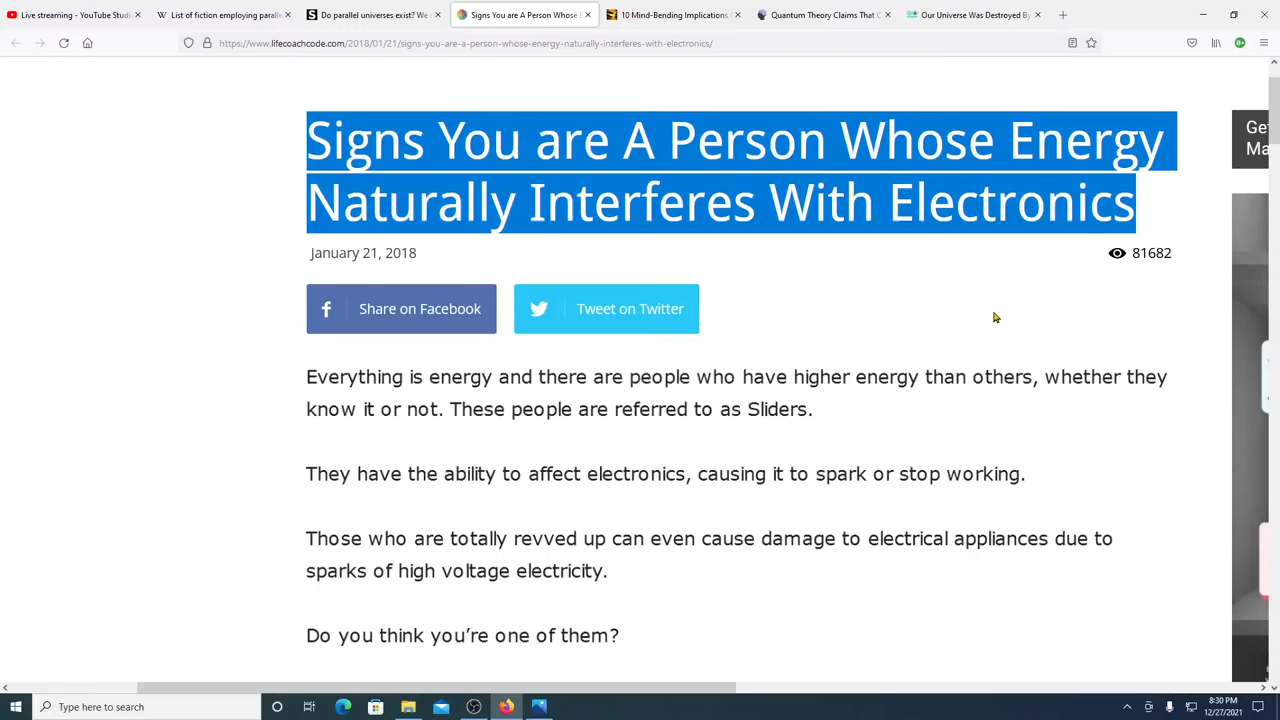 Live streaming - YouTube Studio
List of fiction employing paralle
Do parallel universes exist? We
Signs You are A Person Whose E
10 Mind-Bending Implications
Quantum Theory Claims That C
Our Universe Was Destroyed By
https://www.lifecoachcode.com/2018/01/21/signs-you-are-a-person-whose-energy-naturally-interferes-with-electronics/
Signs You are A Person Whose Energy
Naturally Interferes With Electronics
January 21, 2018
81682
Share on Facebook
Tweet on Twitter
Everything is energy and there are people who have higher energy than others, whether they
know it or not. These people are referred to as Sliders.
They have the ability to affect electronics, causing it to spark or stop working.
Those who are totally revved up can even cause damage to electrical appliances due to
sparks of high voltage electricity.
Do you think you’re one of them?
Ge
Ma
Type here to search
8:30 PM
12/27/2021